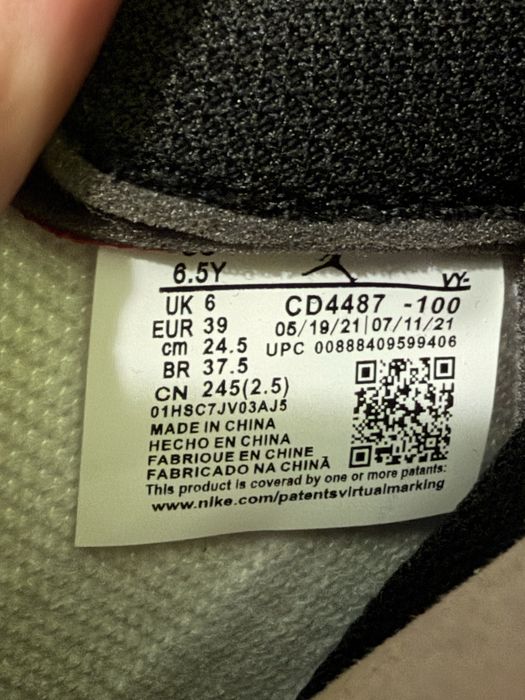 6.5Y
VY-
UK 6 CD4487 -100
EUR 39 05/19/21|07/11/21
cm 24.5 UPC 00888409599406
BR 37.5
CN 245(2.5)
01HSC7JV03AJ5
MADE IN CHINA
HECHO EN CHINA
FABRIQUE EN CHINE
FABRICADO NA CHINA
This product is coverad by one or more patants:
www.nike.com/patentsvirtualmarking